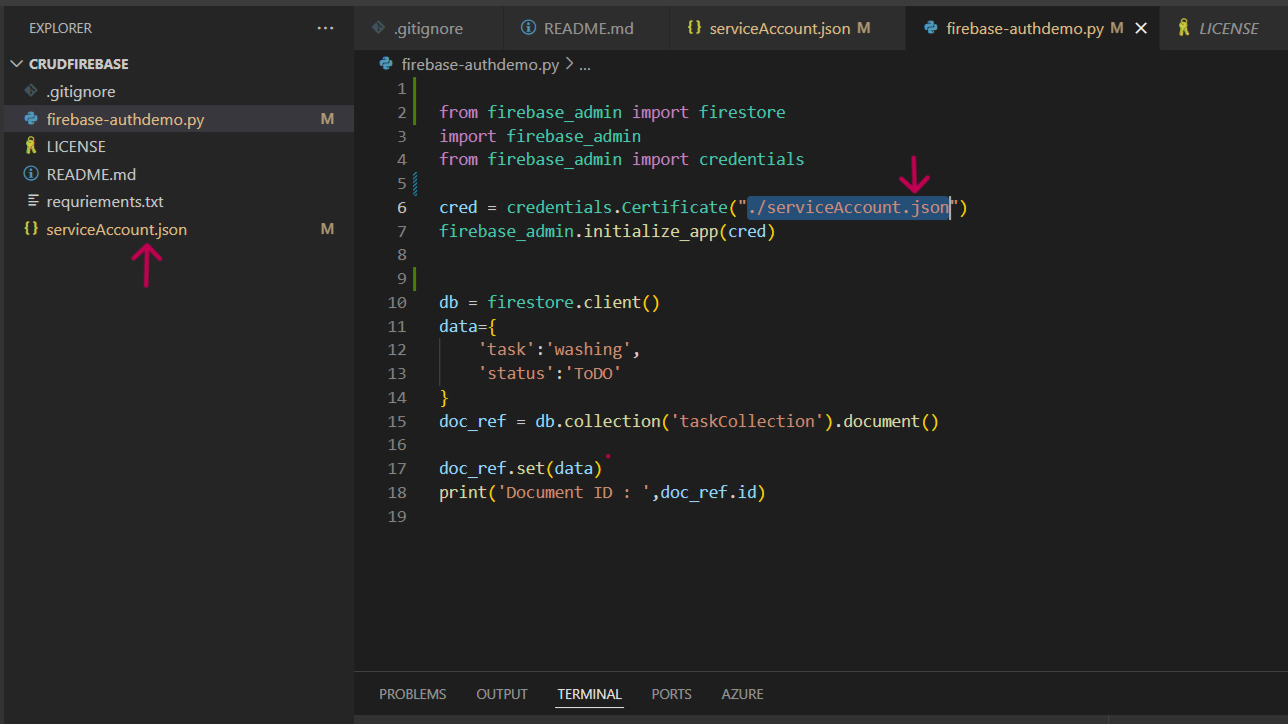 EXPLORER ···
CRUDFIREBASE
.gitignore
firebase-authdemo.py M
LICENSE
README.md
requriements.txt
{} serviceAccount.json M
.gitignore README.md {} serviceAccount.json M firebase-authdemo.py M LICENSE
firebase-authdemo.py > ...
1
2 from firebase_admin import firestore
3 import firebase_admin
4 from firebase_admin import credentials
5
6 cred = credentials.Certificate("./serviceAccount.json")
7 firebase_admin.initialize_app(cred)
8
9
10 db = firestore.client()
11 data={
12 'task':'washing',
13 'status':'ToDO'
14 }
15 doc_ref = db.collection('taskCollection').document()
16
17 doc_ref.set(data)
18 print('Document ID : ',doc_ref.id)
19
PROBLEMS OUTPUT TERMINAL PORTS AZURE